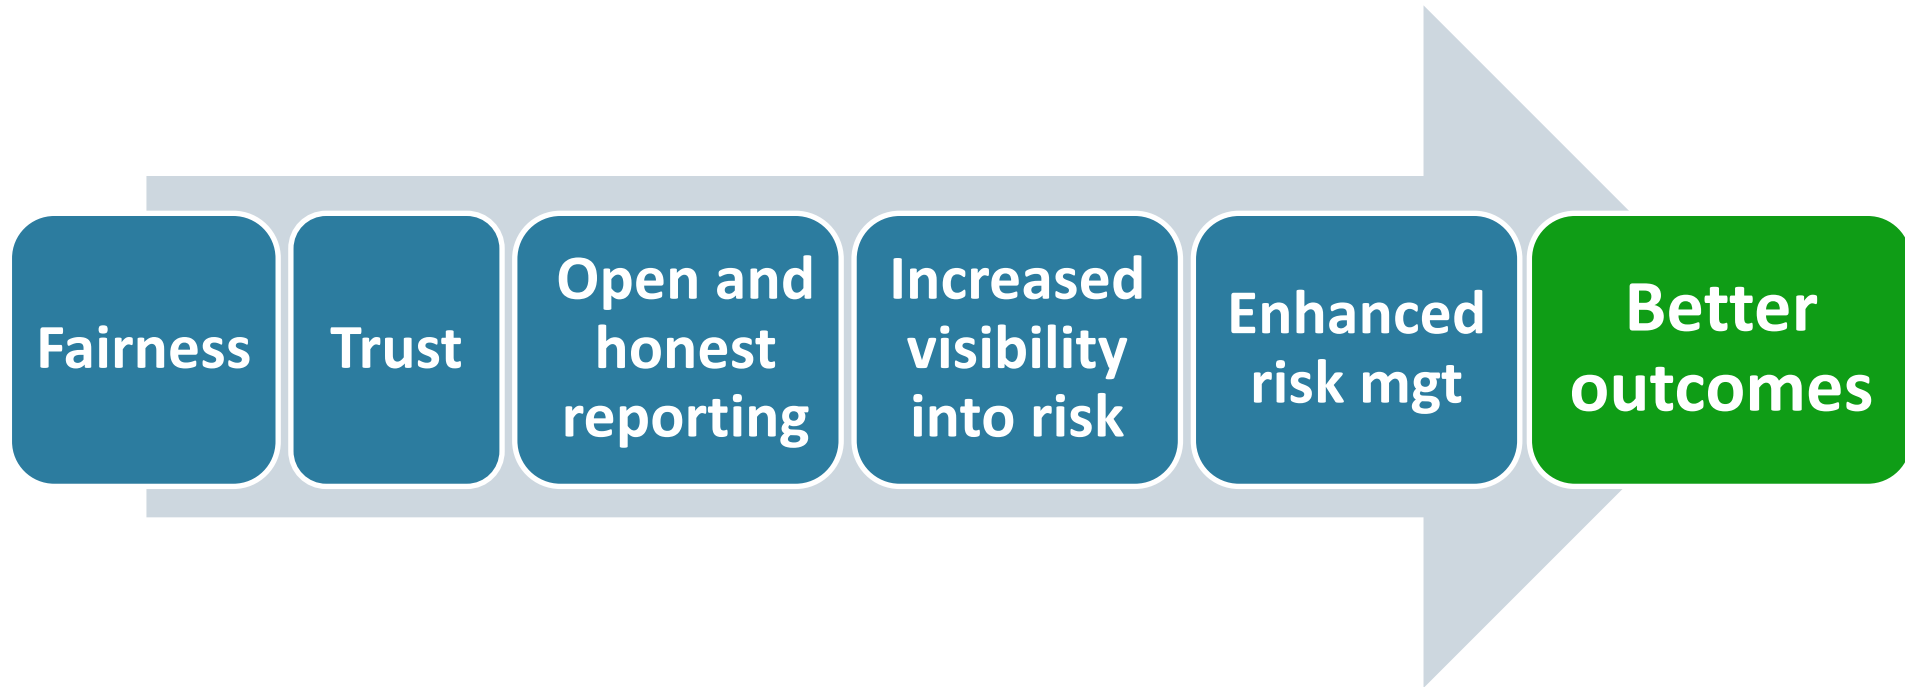 Fairness
Trust
Open and
honest
reporting
Increased
visibility
into risk
Enhanced
risk mgt
Better
outcomes